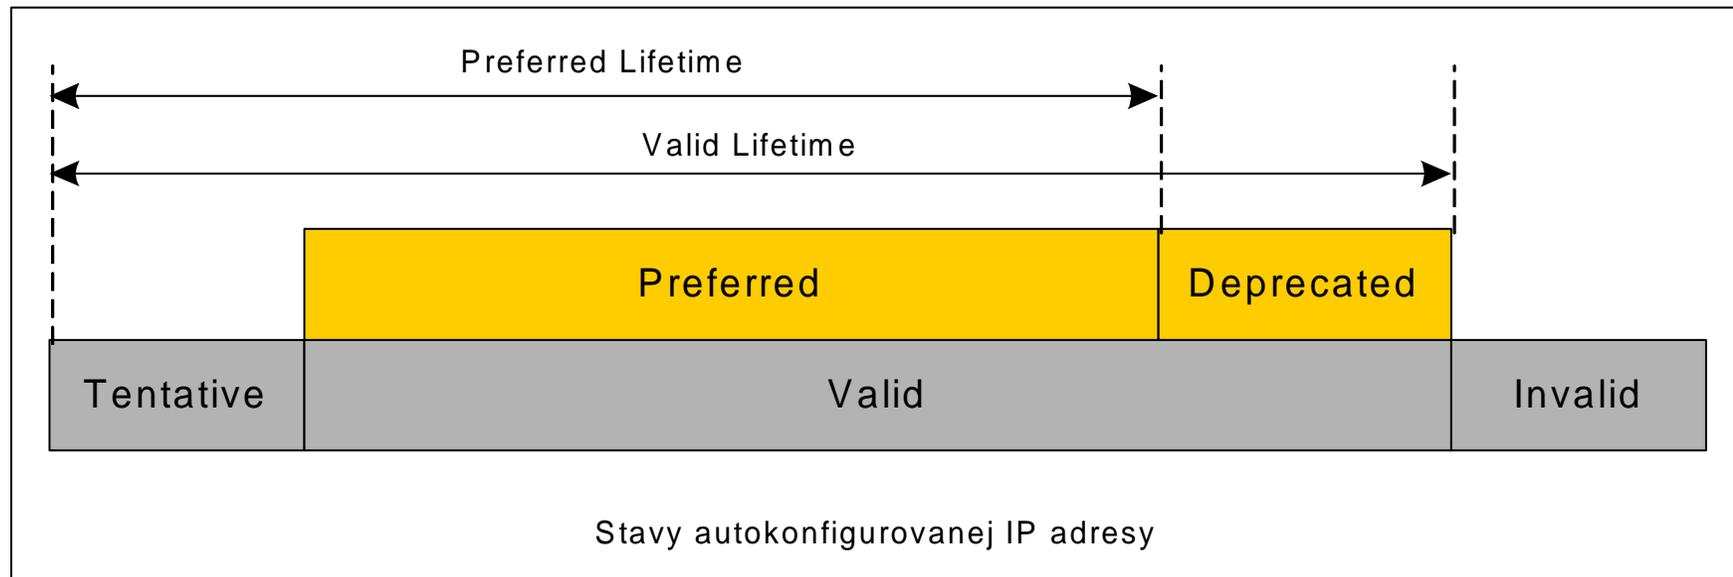 Preferred Lifetime
Valid Lifetime
Preferred
Deprecated
Tentative
Valid
Invalid
Stavy autokonfigurovanej IP adresy